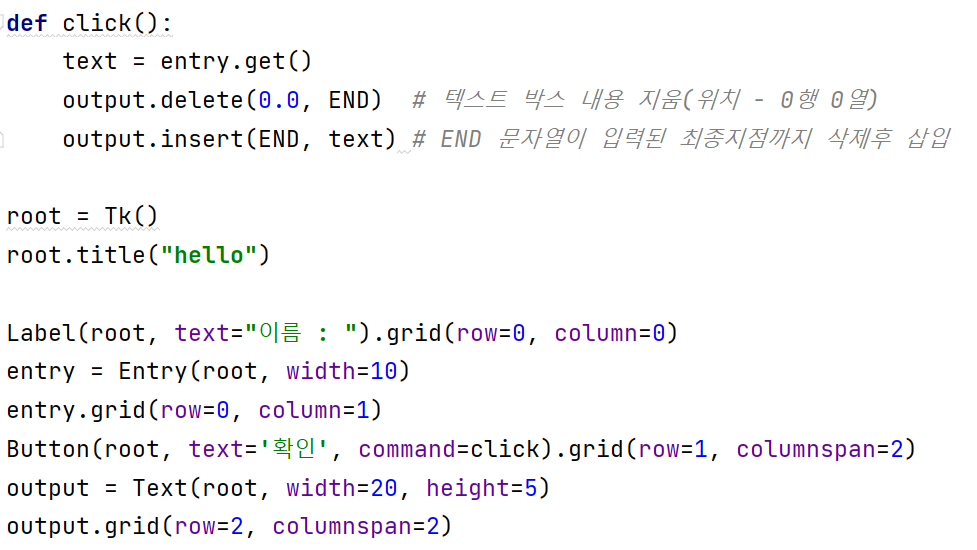 def click():
    text = entry.get()
    output.delete(0.0, END)  # 텍스트 박스 내용 지움(위치 - 0행 0열)
    output.insert(END, text) # END 문자열이 입력된 최종지점까지 삭제후 삽입
root = Tk()
root.title("hello")
Label(root, text="이름 : ").grid(row=0, column=0)
entry = Entry(root, width=10)
entry.grid(row=0, column=1)
Button(root, text='확인', command=click).grid(row=1, columnspan=2)
output = Text(root, width=20, height=5)
output.grid(row=2, columnspan=2)